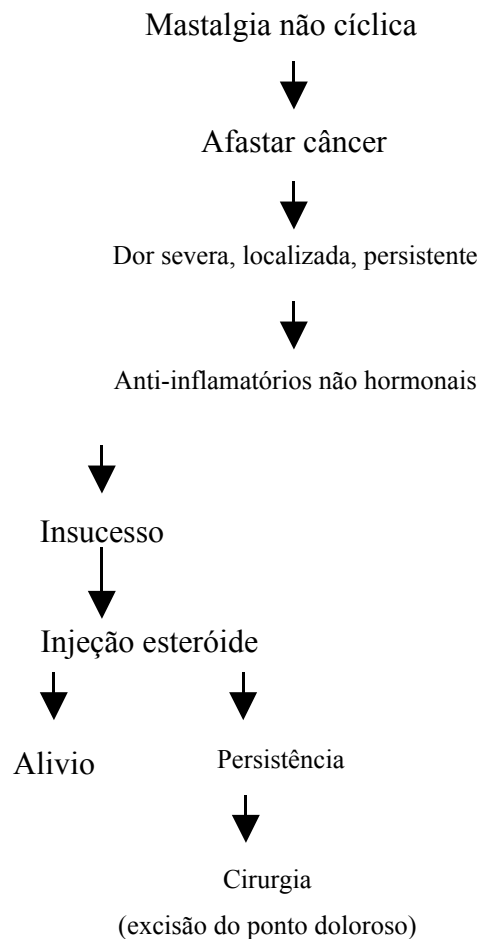 Mastalgia não cíclica
Afastar câncer
Dor severa, localizada, persistente
Anti-inflamatórios não hormonais
Insucesso
Injeção esteróide
Alivio
Persistência
Cirurgia
(excisão do ponto doloroso)